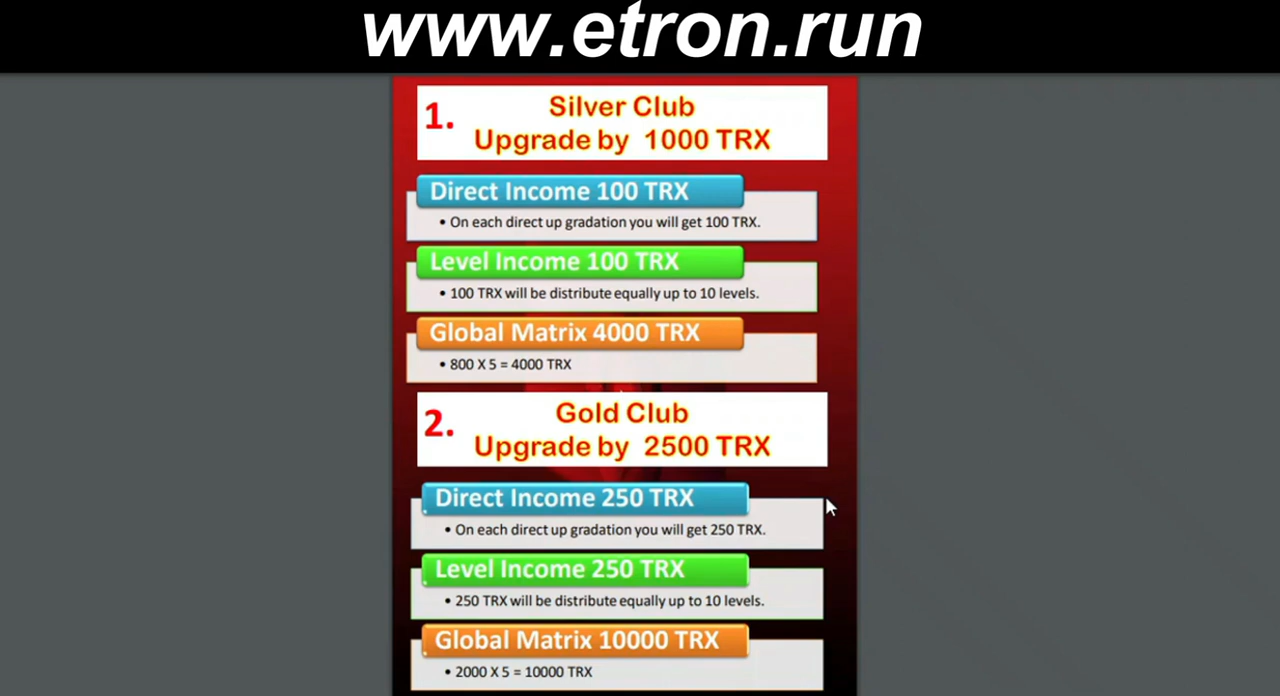 www.etron.run
1. Silver Club
Upgrade by 1000 TRX
Direct Income 100 TRX
• On each direct up gradation you will get 100 TRX.
Level Income 100 TRX
• 100 TRX will be distribute equally up to 10 levels.
Global Matrix 4000 TRX
• 800 X 5 = 4000 TRX
2. Gold Club
Upgrade by 2500 TRX
Direct Income 250 TRX
• On each direct up gradation you will get 250 TRX.
Level Income 250 TRX
• 250 TRX will be distribute equally up to 10 levels.
Global Matrix 10000 TRX
• 2000 X 5 = 10000 TRX